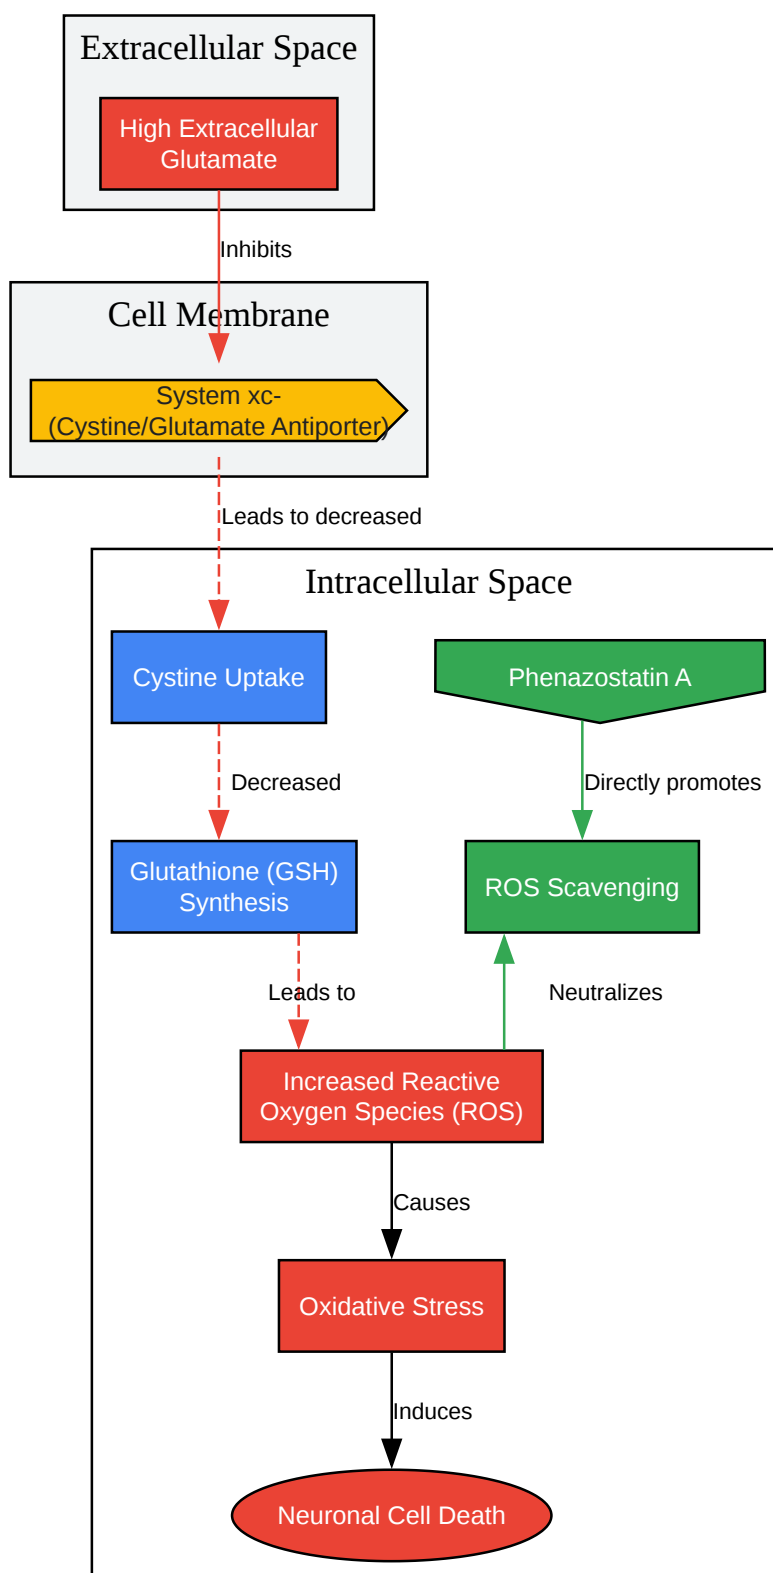 Extracellular Space
High Extracellular
Glutamate
Inhibits
Cell Membrane
System xc-
(Cystine/Glutamate Antiporter)
Leads to decreased
Intracellular Space
Cystine Uptake
Phenazostatin A
Decreased
Directly promotes
Glutathione (GSH)
Synthesis
ROS Scavenging
Leads to
Neutralizes
Increased Reactive
Oxygen Species (ROS)
Causes
Oxidative Stress
Induces
Neuronal Cell Death